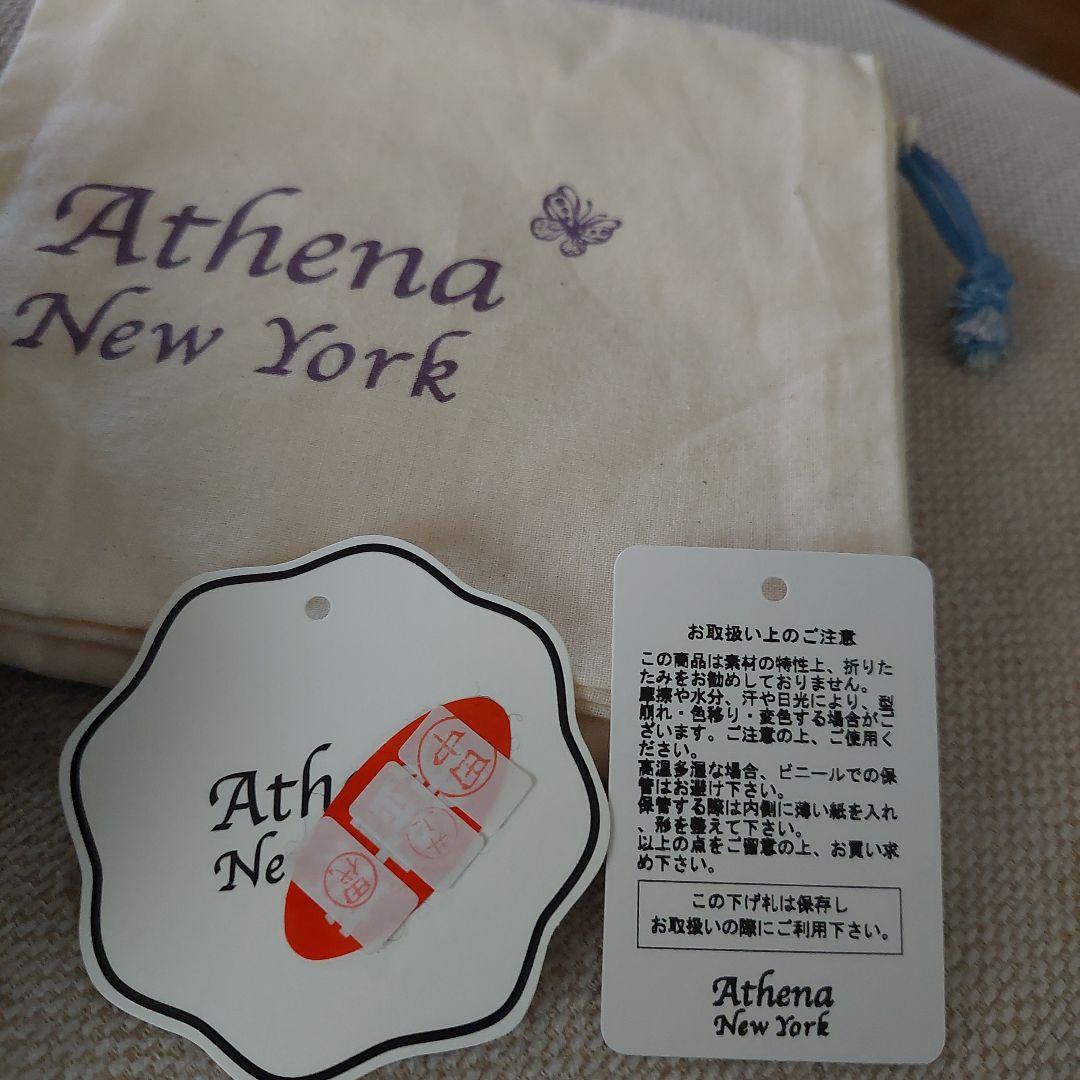 Athena
New York
Ath
Ne
中田
お取扱い上のご注意
この商品は素材の特性上、折りた
たみをお勧めしておりません。
摩擦や水分、汗や日光により、型
崩れ・色移り・変色する場合がご
ざいます。ご注意の上、ご使用く
ださい。
高温多湿な場合、ビニールでの保
管はお避け下さい。
保管する際は内側に薄い紙を入れ
、形を整えて下さい。
以上の点をご留意の上、お買い求
め下さい。
この下げ札は保存し
お取扱いの際にご利用下さい。
Athena
New York